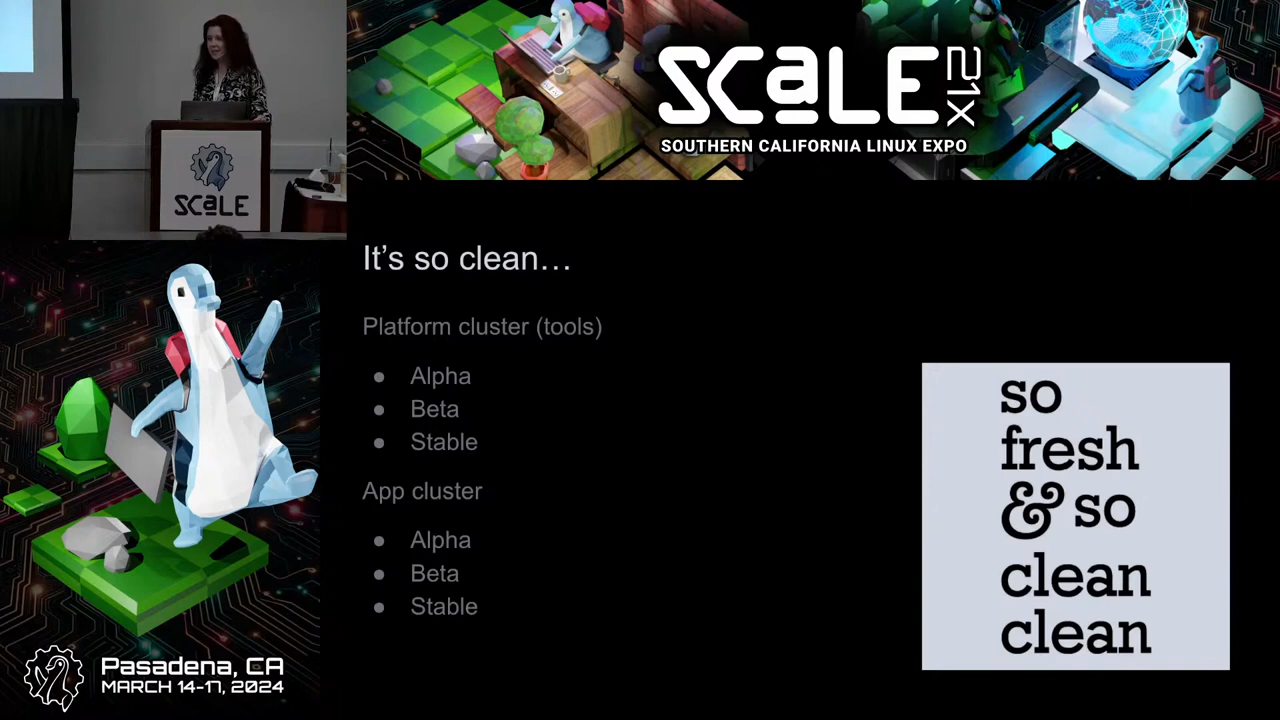 SCALE
21X
SOUTHERN CALIFORNIA LINUX EXPO
SCALE
It's so clean…
Platform cluster (tools)
● Alpha
● Beta
● Stable
App cluster
● Alpha
● Beta
● Stable
so
fresh
& so
clean
clean
Pasadena, CA
MARCH 14-17, 2024